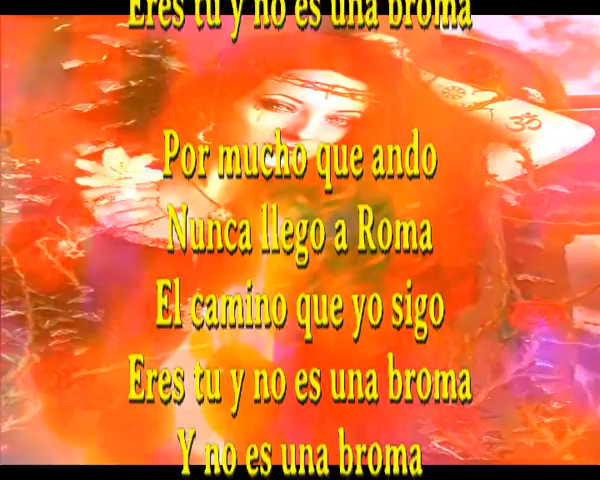 Eres tu y no es una broma
Por mucho que ando
Nunca llego a Roma
El camino que yo sigo
Eres tu y no es una broma
Y no es una broma